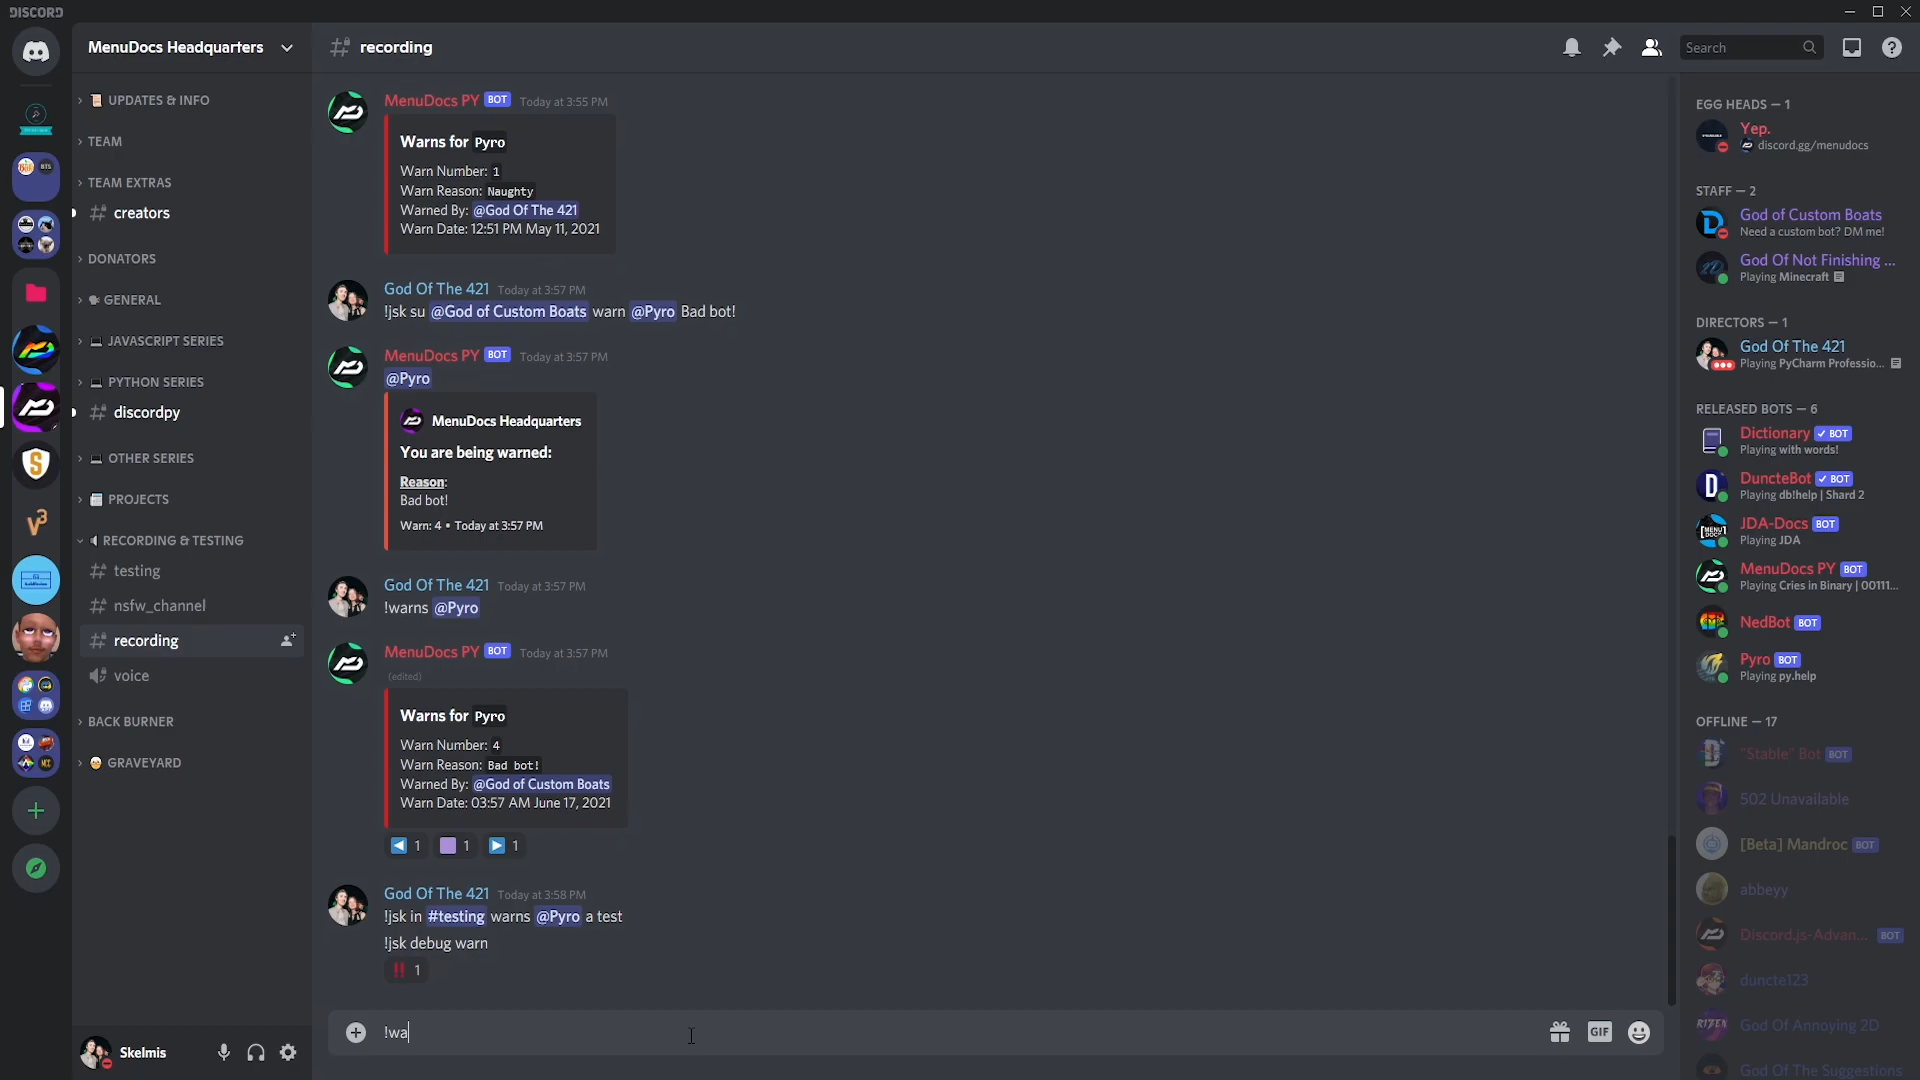 DISCORD
MenuDocs Headquarters
UPDATES & INFO
TEAM
TEAM EXTRAS
creators
DONATORS
GENERAL
JAVASCRIPT SERIES
PYTHON SERIES
discordpy
OTHER SERIES
PROJECTS
RECORDING & TESTING
testing
nsfw_channel
recording
voice
BACK BURNER
GRAVEYARD
Skelmis
recording
Search
MenuDocs PY BOT Today at 3:55 PM
Warns for Pyro
Warn Number: 1
Warn Reason: Naughty
Warned By: @God Of The 421
Warn Date: 12:51 PM May 11, 2021
God Of The 421 Today at 3:57 PM
!jsk su @God of Custom Boats warn @Pyro Bad bot!
MenuDocs PY BOT Today at 3:57 PM
@Pyro
MenuDocs Headquarters
You are being warned:
Reason:
Bad bot!
Warn: 4 • Today at 3:57 PM
God Of The 421 Today at 3:57 PM
!warns @Pyro
MenuDocs PY BOT Today at 3:57 PM
(edited)
Warns for Pyro
Warn Number: 4
Warn Reason: Bad bot!
Warned By: @God of Custom Boats
Warn Date: 03:57 AM June 17, 2021
1 1 1
God Of The 421 Today at 3:58 PM
!jsk in #testing warns @Pyro a test
!jsk debug warn
!! 1
!wa
GIF
EGG HEADS — 1
Yep.
discord.gg/menudocs
STAFF — 2
God of Custom Boats
Need a custom bot? DM me!
God Of Not Finishing ...
Playing Minecraft
DIRECTORS — 1
God Of The 421
Playing PyCharm Professio...
RELEASED BOTS — 6
Dictionary ✓ BOT
Playing with words!
DuncteBot ✓ BOT
Playing db!help | Shard 2
JDA-Docs BOT
Playing JDA
MenuDocs PY BOT
Playing Cries in Binary | 00111...
NedBot BOT
Pyro BOT
Playing py.help
OFFLINE — 17
"Stable" Bot BOT
502 Unavailable
[Beta] Mandroc BOT
abbeyy
Discord.js-Advan... BOT
duncte123
God Of Annoying 2D
God Of The Suggestions